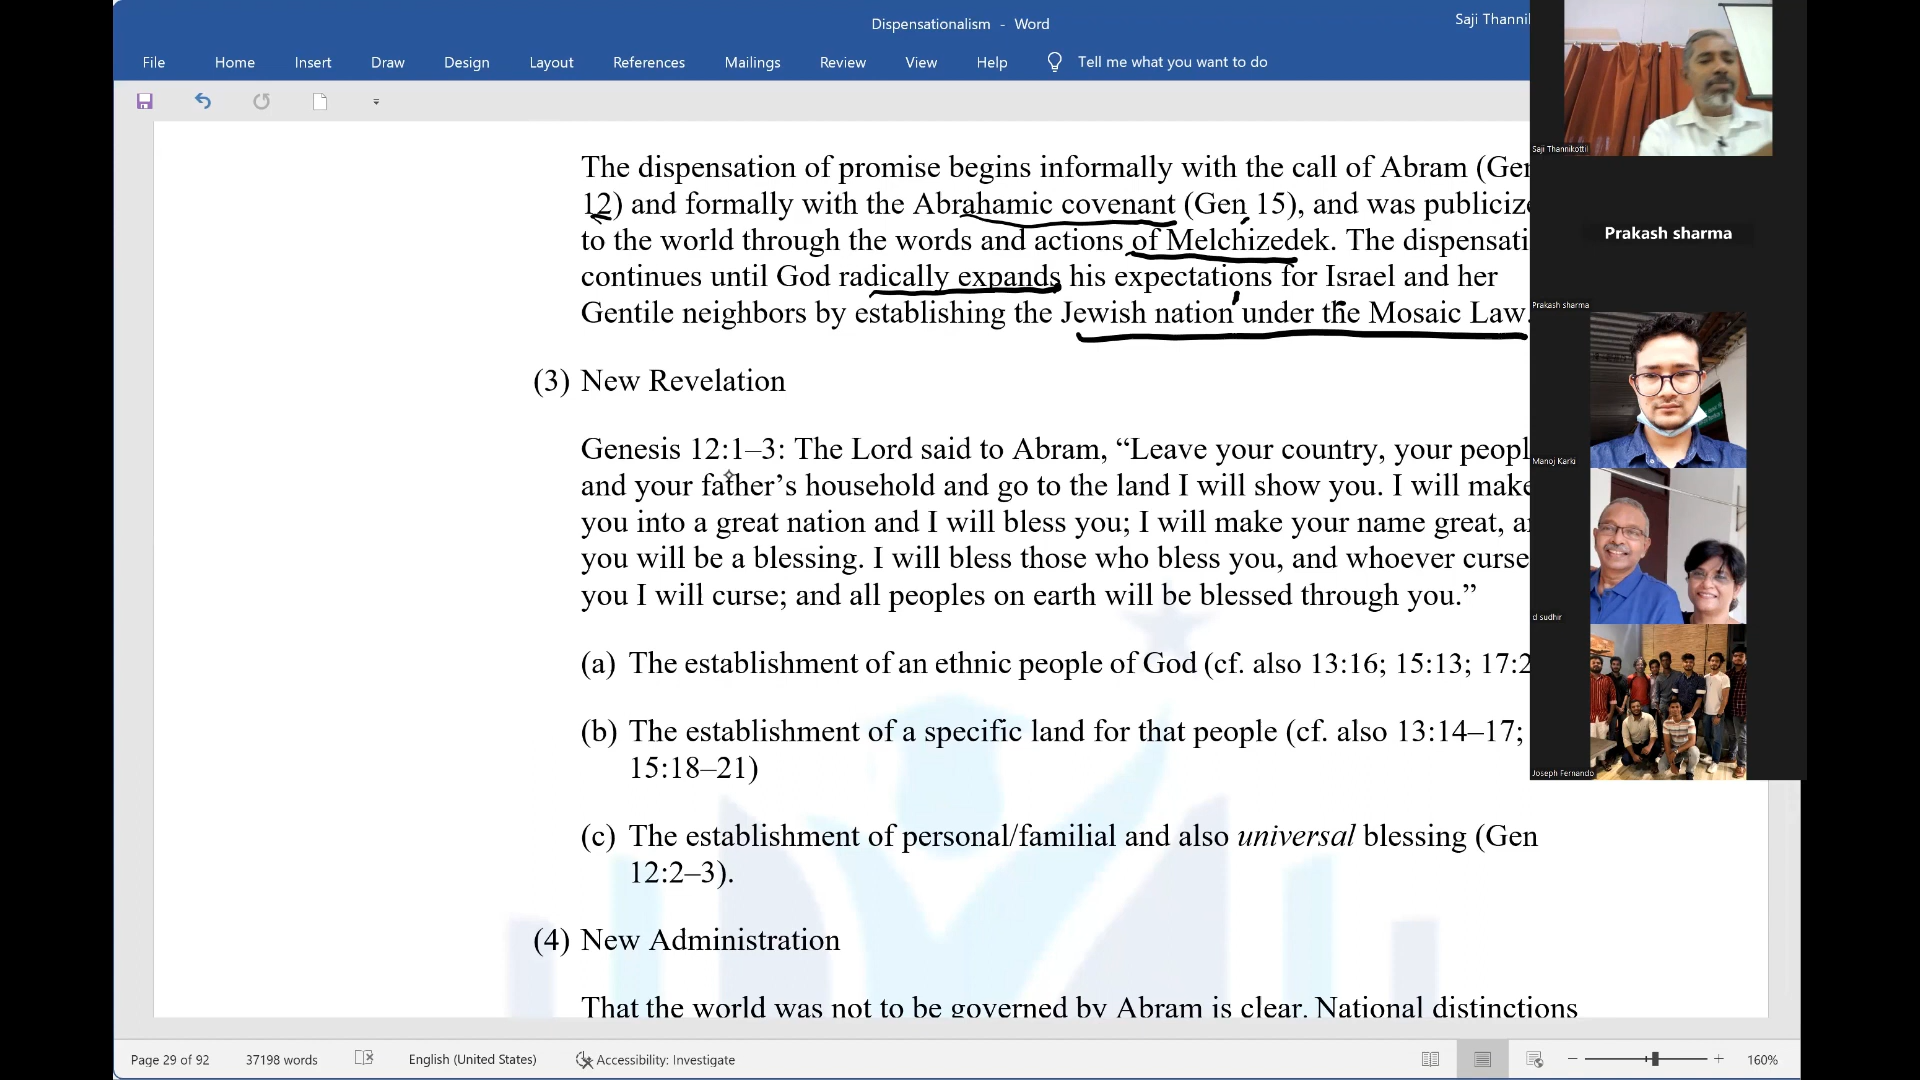 Dispensationalism - Word
Saji Thannil
File Home Insert Draw Design Layout References Mailings Review View Help Tell me what you want to do
The dispensation of promise begins informally with the call of Abram (Gen
12) and formally with the Abrahamic covenant (Gen 15), and was publicize
to the world through the words and actions of Melchizedek. The dispensati
continues until God radically expands his expectations for Israel and her
Gentile neighbors by establishing the Jewish nation under the Mosaic Law.
(3) New Revelation
Genesis 12:1–3: The Lord said to Abram, “Leave your country, your peopl
and your father’s household and go to the land I will show you. I will make
you into a great nation and I will bless you; I will make your name great, a
you will be a blessing. I will bless those who bless you, and whoever curse
you I will curse; and all peoples on earth will be blessed through you.”
(a) The establishment of an ethnic people of God (cf. also 13:16; 15:13; 17:2
(b) The establishment of a specific land for that people (cf. also 13:14–17;
15:18–21)
(c) The establishment of personal/familial and also universal blessing (Gen
12:2–3).
(4) New Administration
That the world was not to be governed by Abram is clear. National distinctions
Page 29 of 92 37198 words English (United States) Accessibility: Investigate 160%
Saji Thannikottil
Prakash sharma
Prakash sharma
Manoj Karki
d sudhir
Joseph Fernando